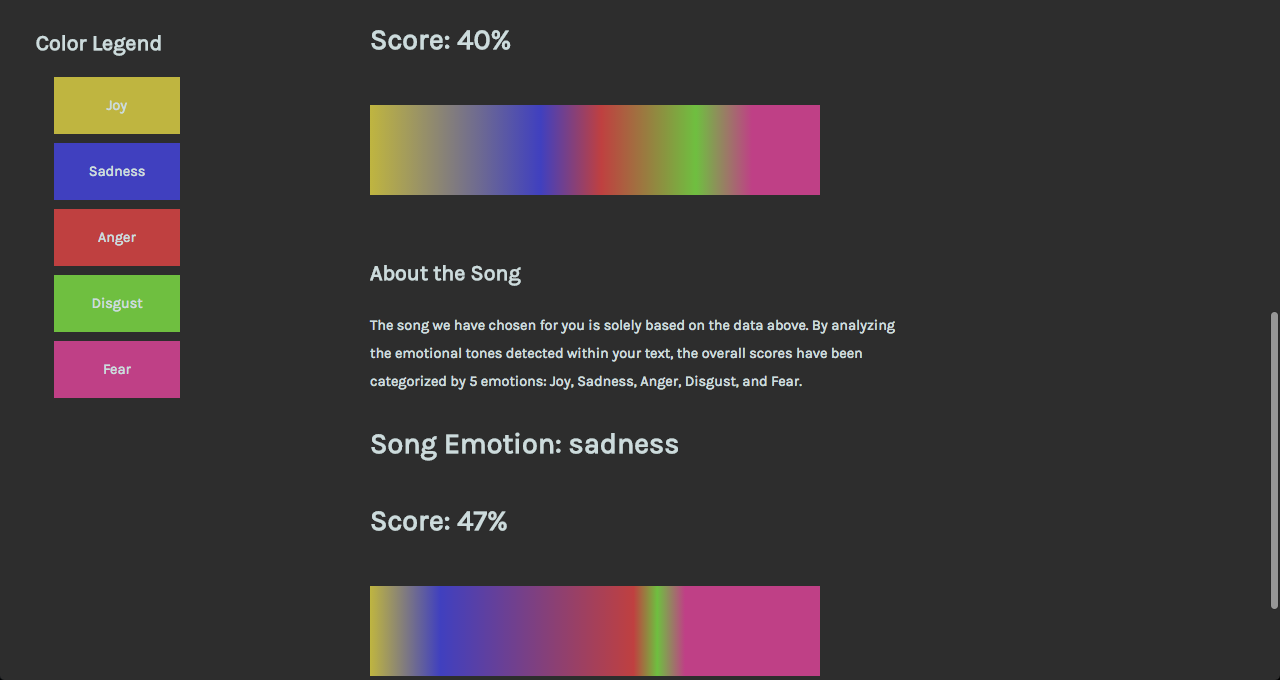 Color Legend
Joy
Sadness
Anger
Disgust
Fear
Score: 40%
About the Song
The song we have chosen for you is solely based on the data above. By analyzing
the emotional tones detected within your text, the overall scores have been
categorized by 5 emotions: Joy, Sadness, Anger, Disgust, and Fear.
Song Emotion: sadness
Score: 47%